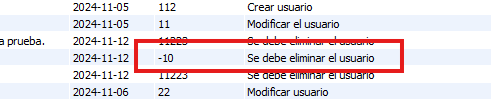 2024-11-05 112 Crear usuario
2024-11-05 11 Modificar el usuario
a prueba. 2024-11-12 11223 Se debe eliminar el usuario
2024-11-12 -10 Se debe eliminar el usuario
2024-11-12 11223 Se debe eliminar el usuario
2024-11-06 22 Modificar usuario